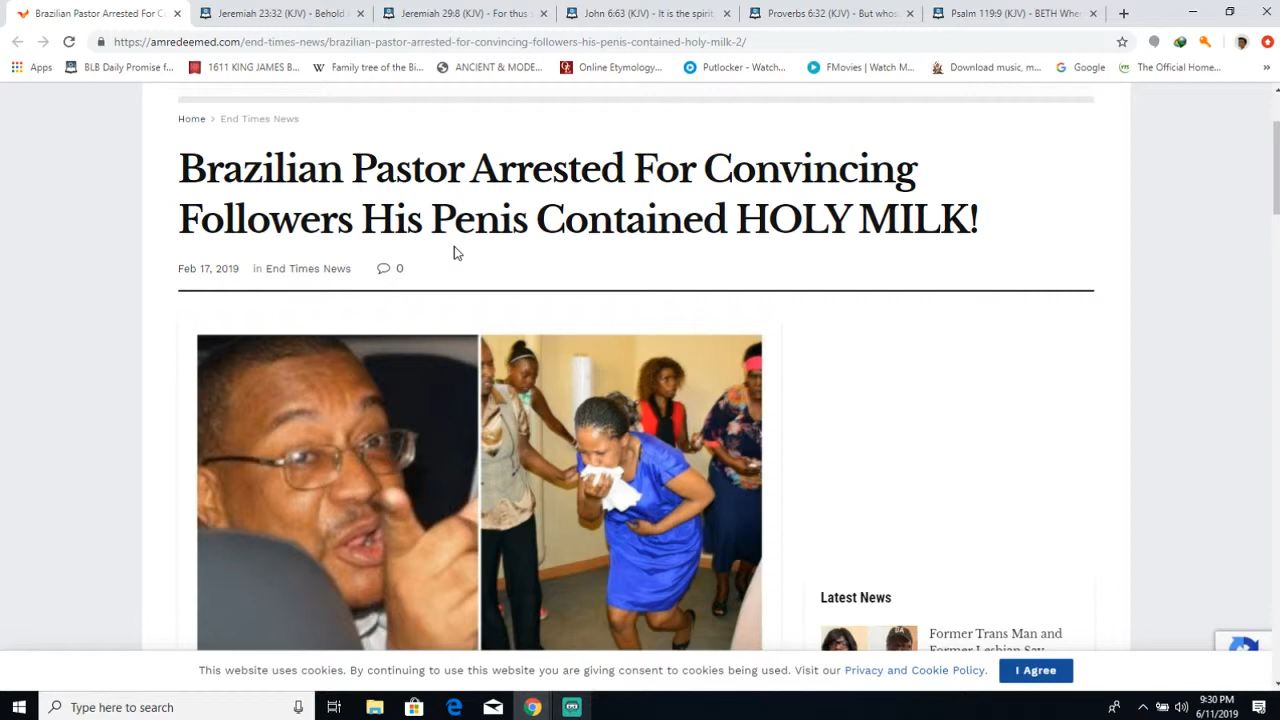 Brazilian Pastor Arrested For Co
Jeremiah 23:32 (KJV) - Behold I
Jeremiah 29:8 (KJV) - For thus s
John 6:63 (KJV) - It is the spirit
Proverbs 6:32 (KJV) - But whos
Psalm 119:9 (KJV) - BETH Whe
https://amredeemed.com/end-times-news/brazilian-pastor-arrested-for-convincing-followers-his-penis-contained-holy-milk-2/
Apps
BLB Daily Promise f...
1611 KING JAMES B...
Family tree of the Bi...
ANCIENT & MODE...
Online Etymology...
Putlocker - Watch...
FMovies | Watch M...
Download music, m...
Google
The Official Home...
Home > End Times News
Brazilian Pastor Arrested For Convincing
Followers His Penis Contained HOLY MILK!
Feb 17, 2019 in End Times News 0
Latest News
Former Trans Man and
Former Lesbian Say
This website uses cookies. By continuing to use this website you are giving consent to cookies being used. Visit our Privacy and Cookie Policy.
I Agree
Type here to search
9:30 PM
6/11/2019